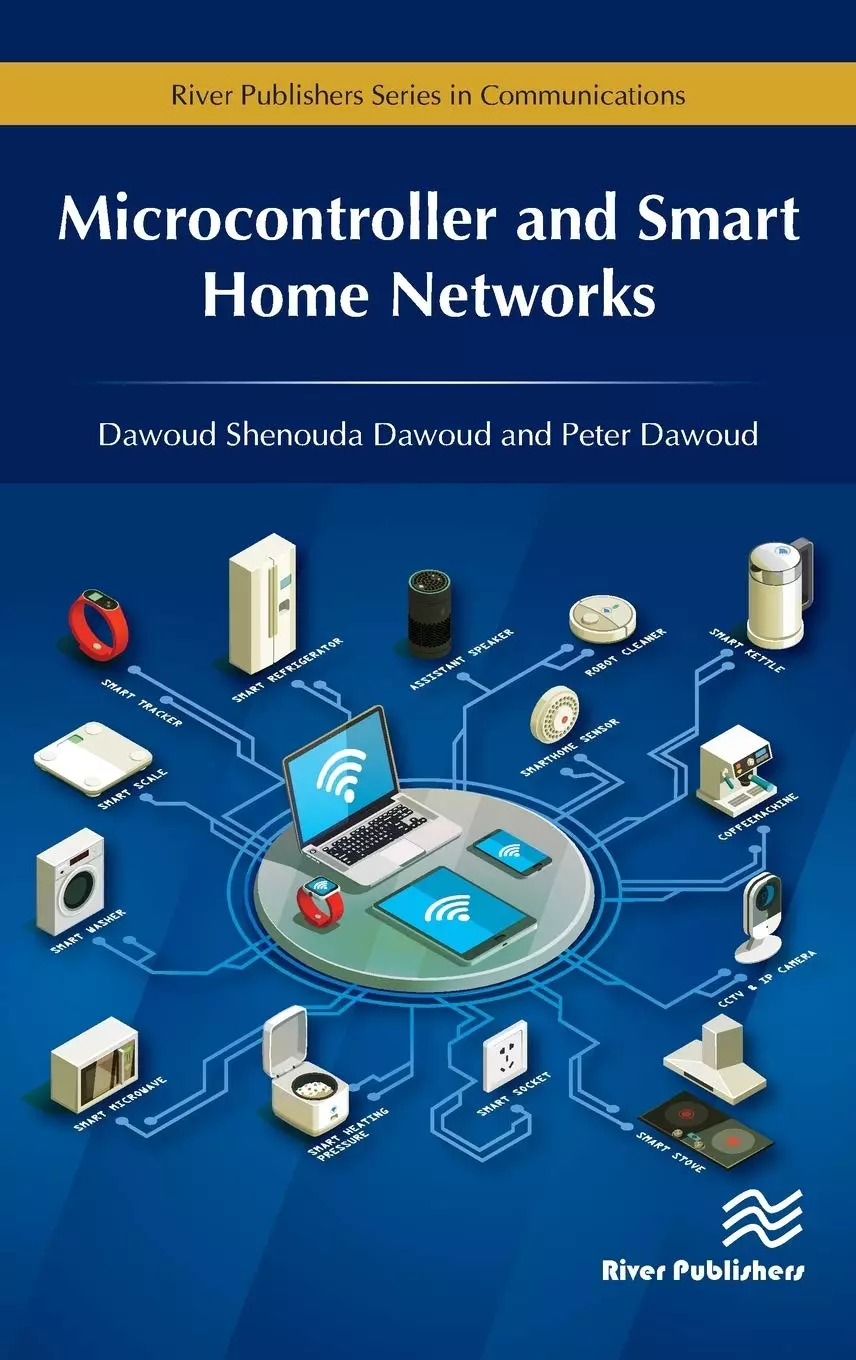 River Publishers Series in Communications
Microcontroller and Smart
Home Networks
Dawoud Shenouda Dawoud and Peter Dawoud
SMART TRACKER
SMART REFRIGERATOR
ASSISTANT SPEAKER
ROBOT CLEANER
SMART KETTLE
SMART SCALE
SMARTHOME SENSOR
COFFEEMACHINE
SMART WASHER
CCTV & IP CAMERA
SMART MICROWAVE
SMART HEATING
PRESSURE
SMART SOCKET
SMART STOVE
River Publishers